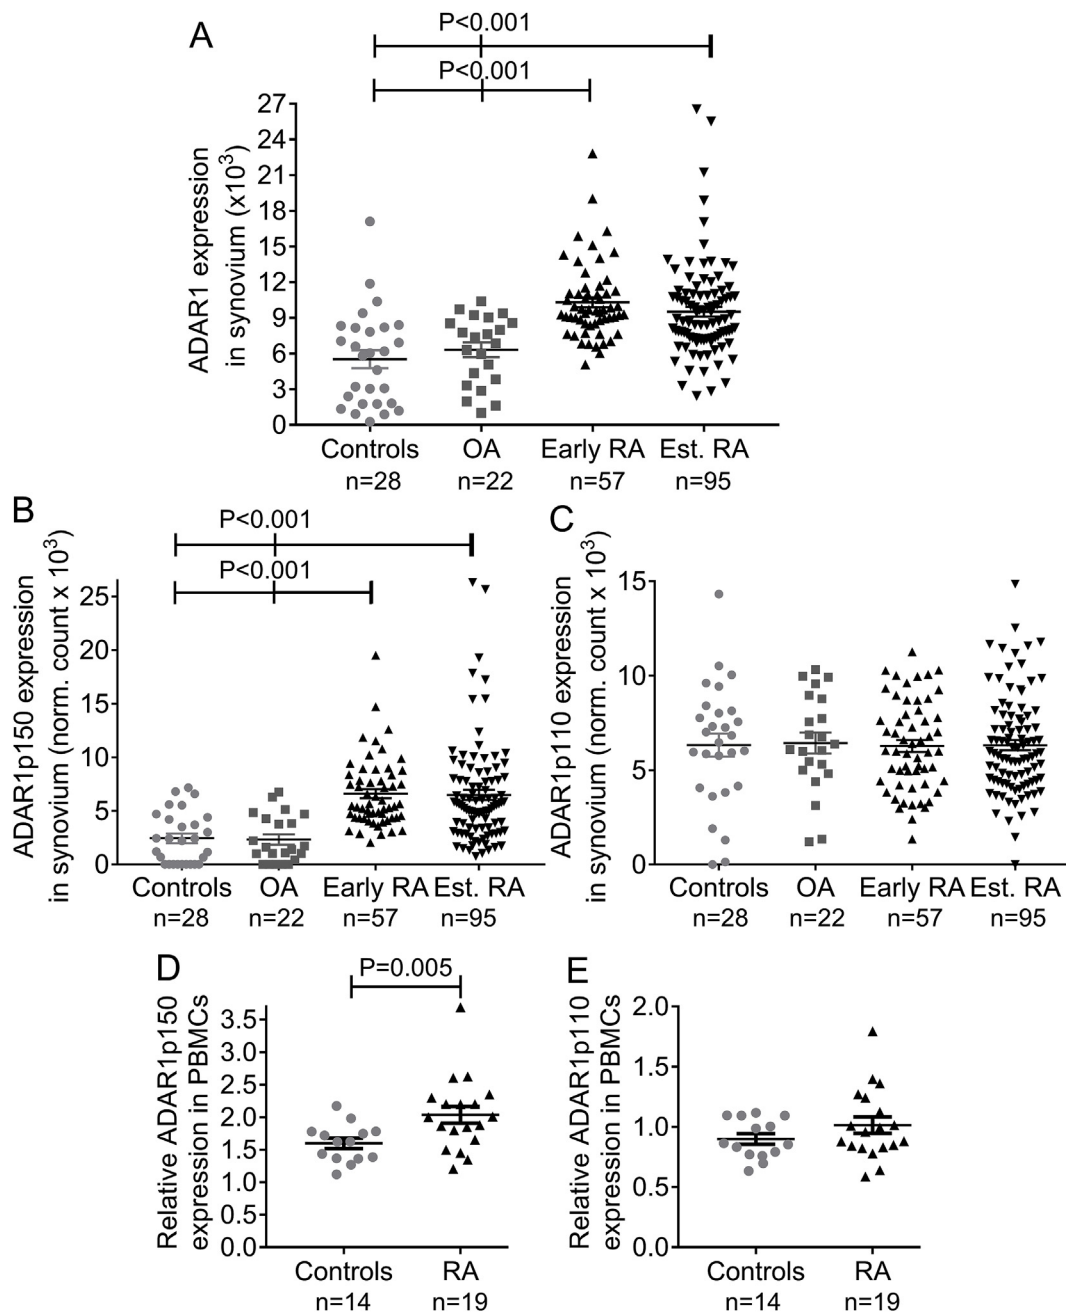 A
P<0.001
P<0.001
ADAR1 expression
in synovium (x10³)
27
24
21
18
15
12
9
6
3
0
Controls OA Early RA Est. RA
n=28 n=22 n=57 n=95
B
P<0.001
P<0.001
ADAR1p150 expression
in synovium (norm. count x 10³)
25
20
15
10
5
0
Controls OA Early RA Est. RA
n=28 n=22 n=57 n=95
C
ADAR1p110 expression
in synovium (norm. count x 10³)
15
10
5
0
Controls OA Early RA Est. RA
n=28 n=22 n=57 n=95
D
P=0.005
Relative ADAR1p150
expression in PBMCs
3.5
3.0
2.5
2.0
1.5
1.0
0.5
0.0
Controls RA
n=14 n=19
E
Relative ADAR1p110
expression in PBMCs
2.0
1.5
1.0
0.5
0.0
Controls RA
n=14 n=19